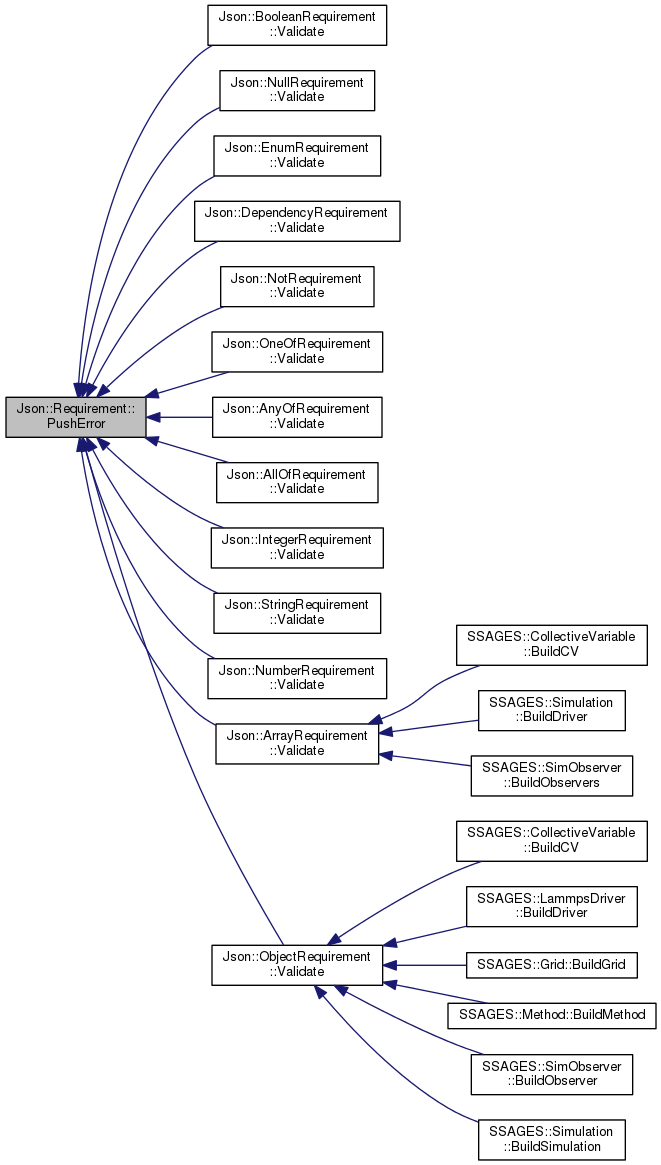 Json::BooleanRequirement
::Validate
Json::NullRequirement
::Validate
Json::EnumRequirement
::Validate
Json::DependencyRequirement
::Validate
Json::NotRequirement
::Validate
Json::OneOfRequirement
::Validate
Json::Requirement::
PushError
Json::AnyOfRequirement
::Validate
Json::AllOfRequirement
::Validate
Json::IntegerRequirement
::Validate
Json::StringRequirement
::Validate
Json::NumberRequirement
::Validate
Json::ArrayRequirement
::Validate
SSAGES::CollectiveVariable
::BuildCV
SSAGES::Simulation
::BuildDriver
SSAGES::SimObserver
::BuildObservers
Json::ObjectRequirement
::Validate
SSAGES::CollectiveVariable
::BuildCV
SSAGES::LammpsDriver
::BuildDriver
SSAGES::Grid::BuildGrid
SSAGES::Method::BuildMethod
SSAGES::SimObserver
::BuildObserver
SSAGES::Simulation
::BuildSimulation